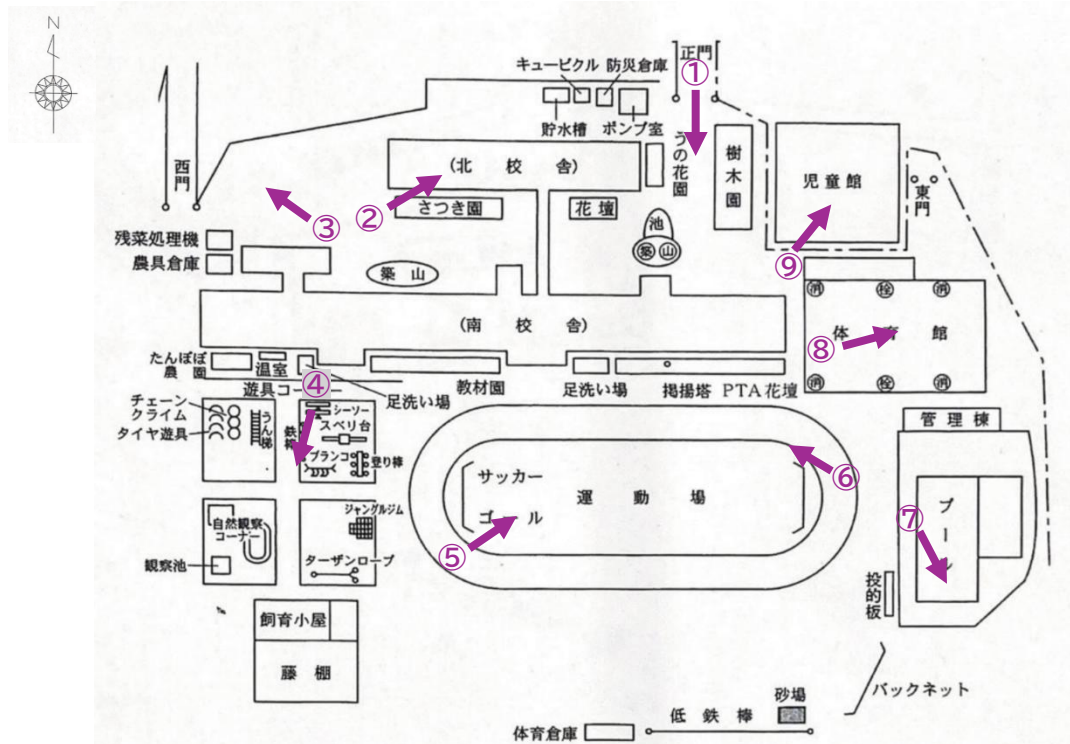 N
正門
①
キュービクル 防災倉庫
貯水槽 ポンプ室
うの花園
樹木園
児童館
東門
西門
(北校舎)
②
さつき園
花壇
③
池
築山
⑨
残菜処理機
農具倉庫
築山
消 栓 消
(南校舎)
体育館
⑧
消 栓 消
たんぽぽ農園
温室
④
足洗い場
教材園
足洗い場
掲揚塔 PTA花壇
遊具コー
チェーンクライム
タイヤ遊具
うん梯
鉄棒
シーソー
スベリ台
ブランコ
登り棒
管理棟
サッカーゴール
運動場
⑥
⑤
⑦
プール
自然観察コーナー
観察池
ジャングルジム
ターザンロープ
投的板
飼育小屋
藤棚
バックネット
砂場
低鉄棒
体育倉庫